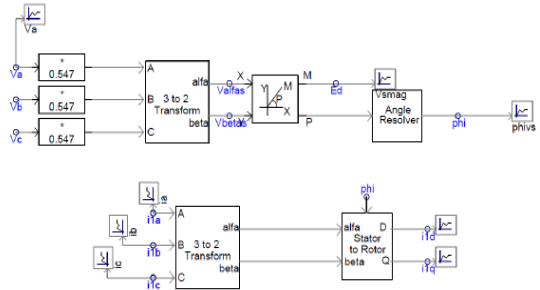 Va
Va
*
0.547
A
alfa
Valfas
X
Y
M
M
Ed
Vsmag
Vb
*
0.547
B
3 to 2
Transform
P
X
Angle
Resolver
phi
phivs
Vc
*
0.547
C
beta
Vbetas
Y
P
ia
phi
i1a
A
alfa
alfa
D
i1d
ib
i1b
B
3 to 2
Transform
Stator
to Rotor
ic
i1c
C
beta
beta
Q
i1q